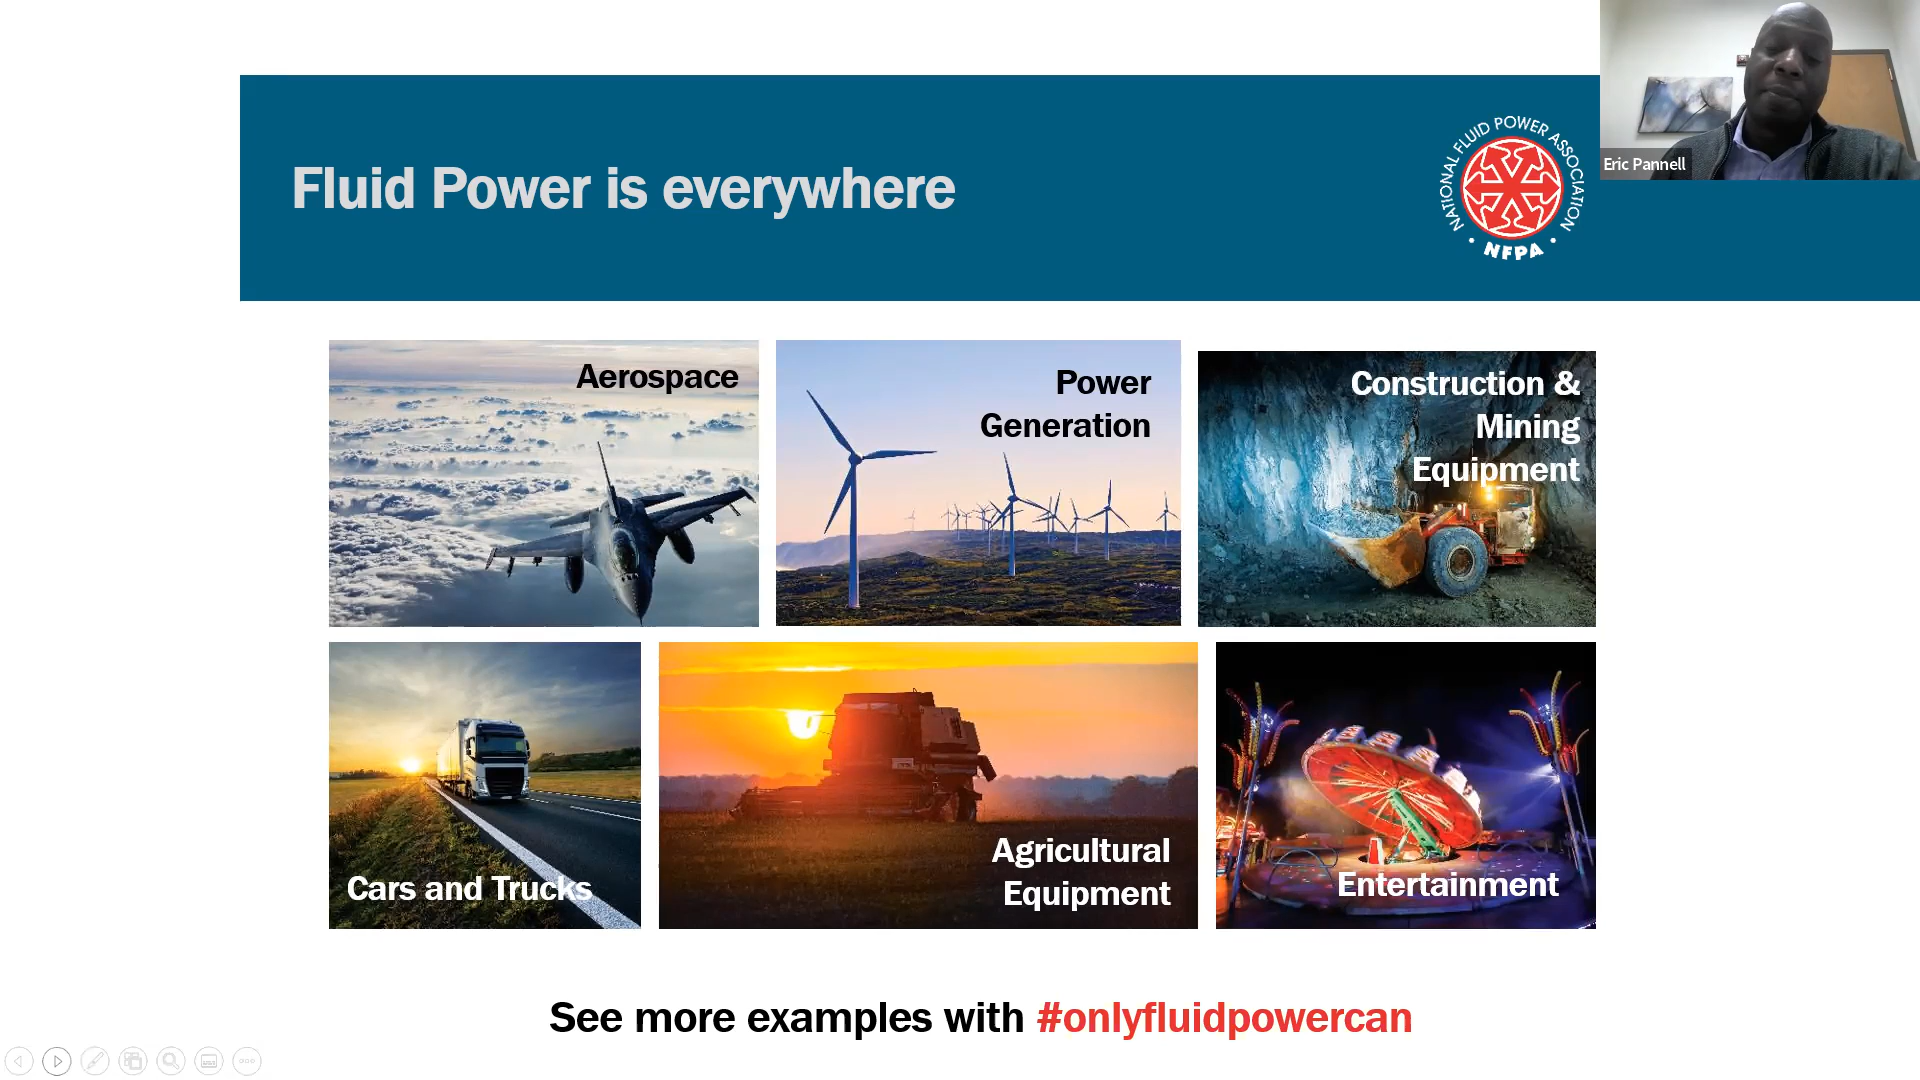 Fluid Power is everywhere
NATIONAL FLUID POWER ASSOCIATION
NFPA
Eric Pannell
Aerospace
Power
Generation
Construction &
Mining
Equipment
Cars and Trucks
Agricultural
Equipment
Entertainment
See more examples with #onlyfluidpowercan